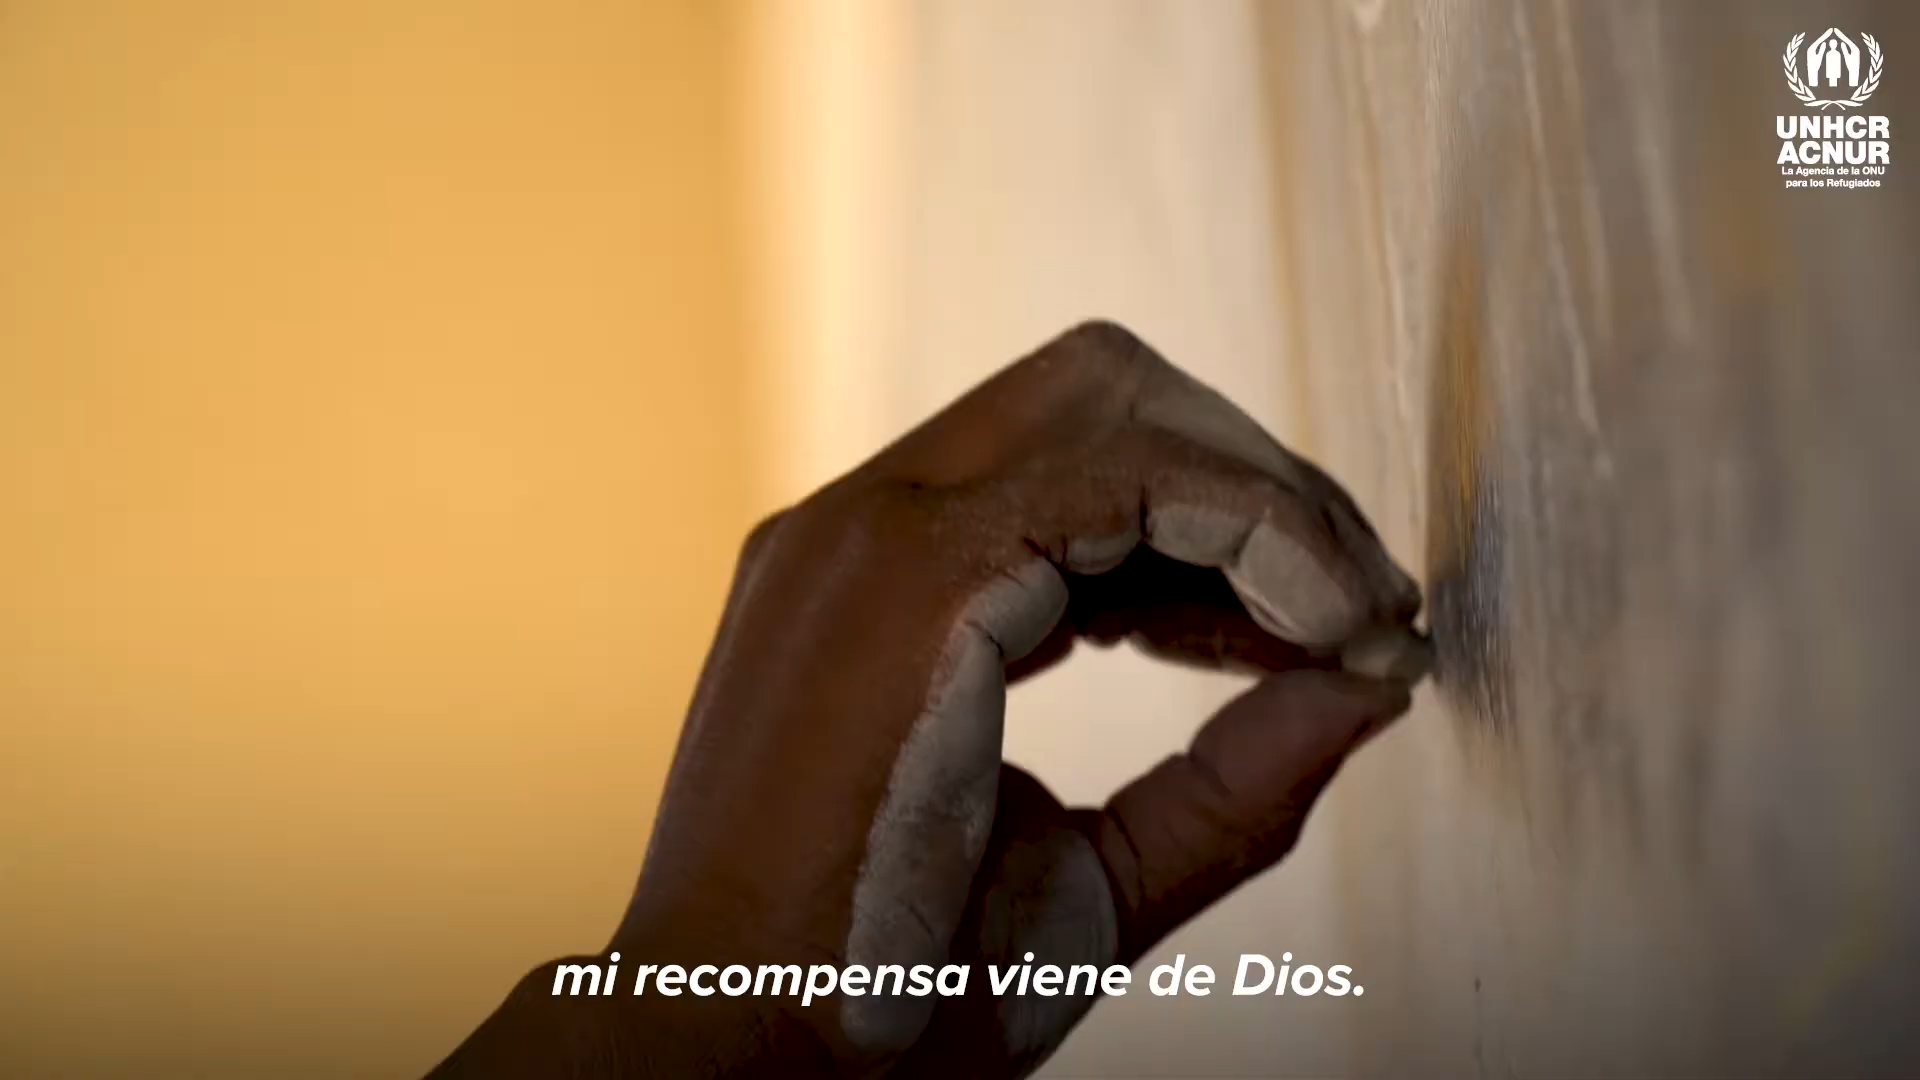 UNHCR
ACNUR
La Agencia de la ONU
para los Refugiados
mi recompensa viene de Dios.